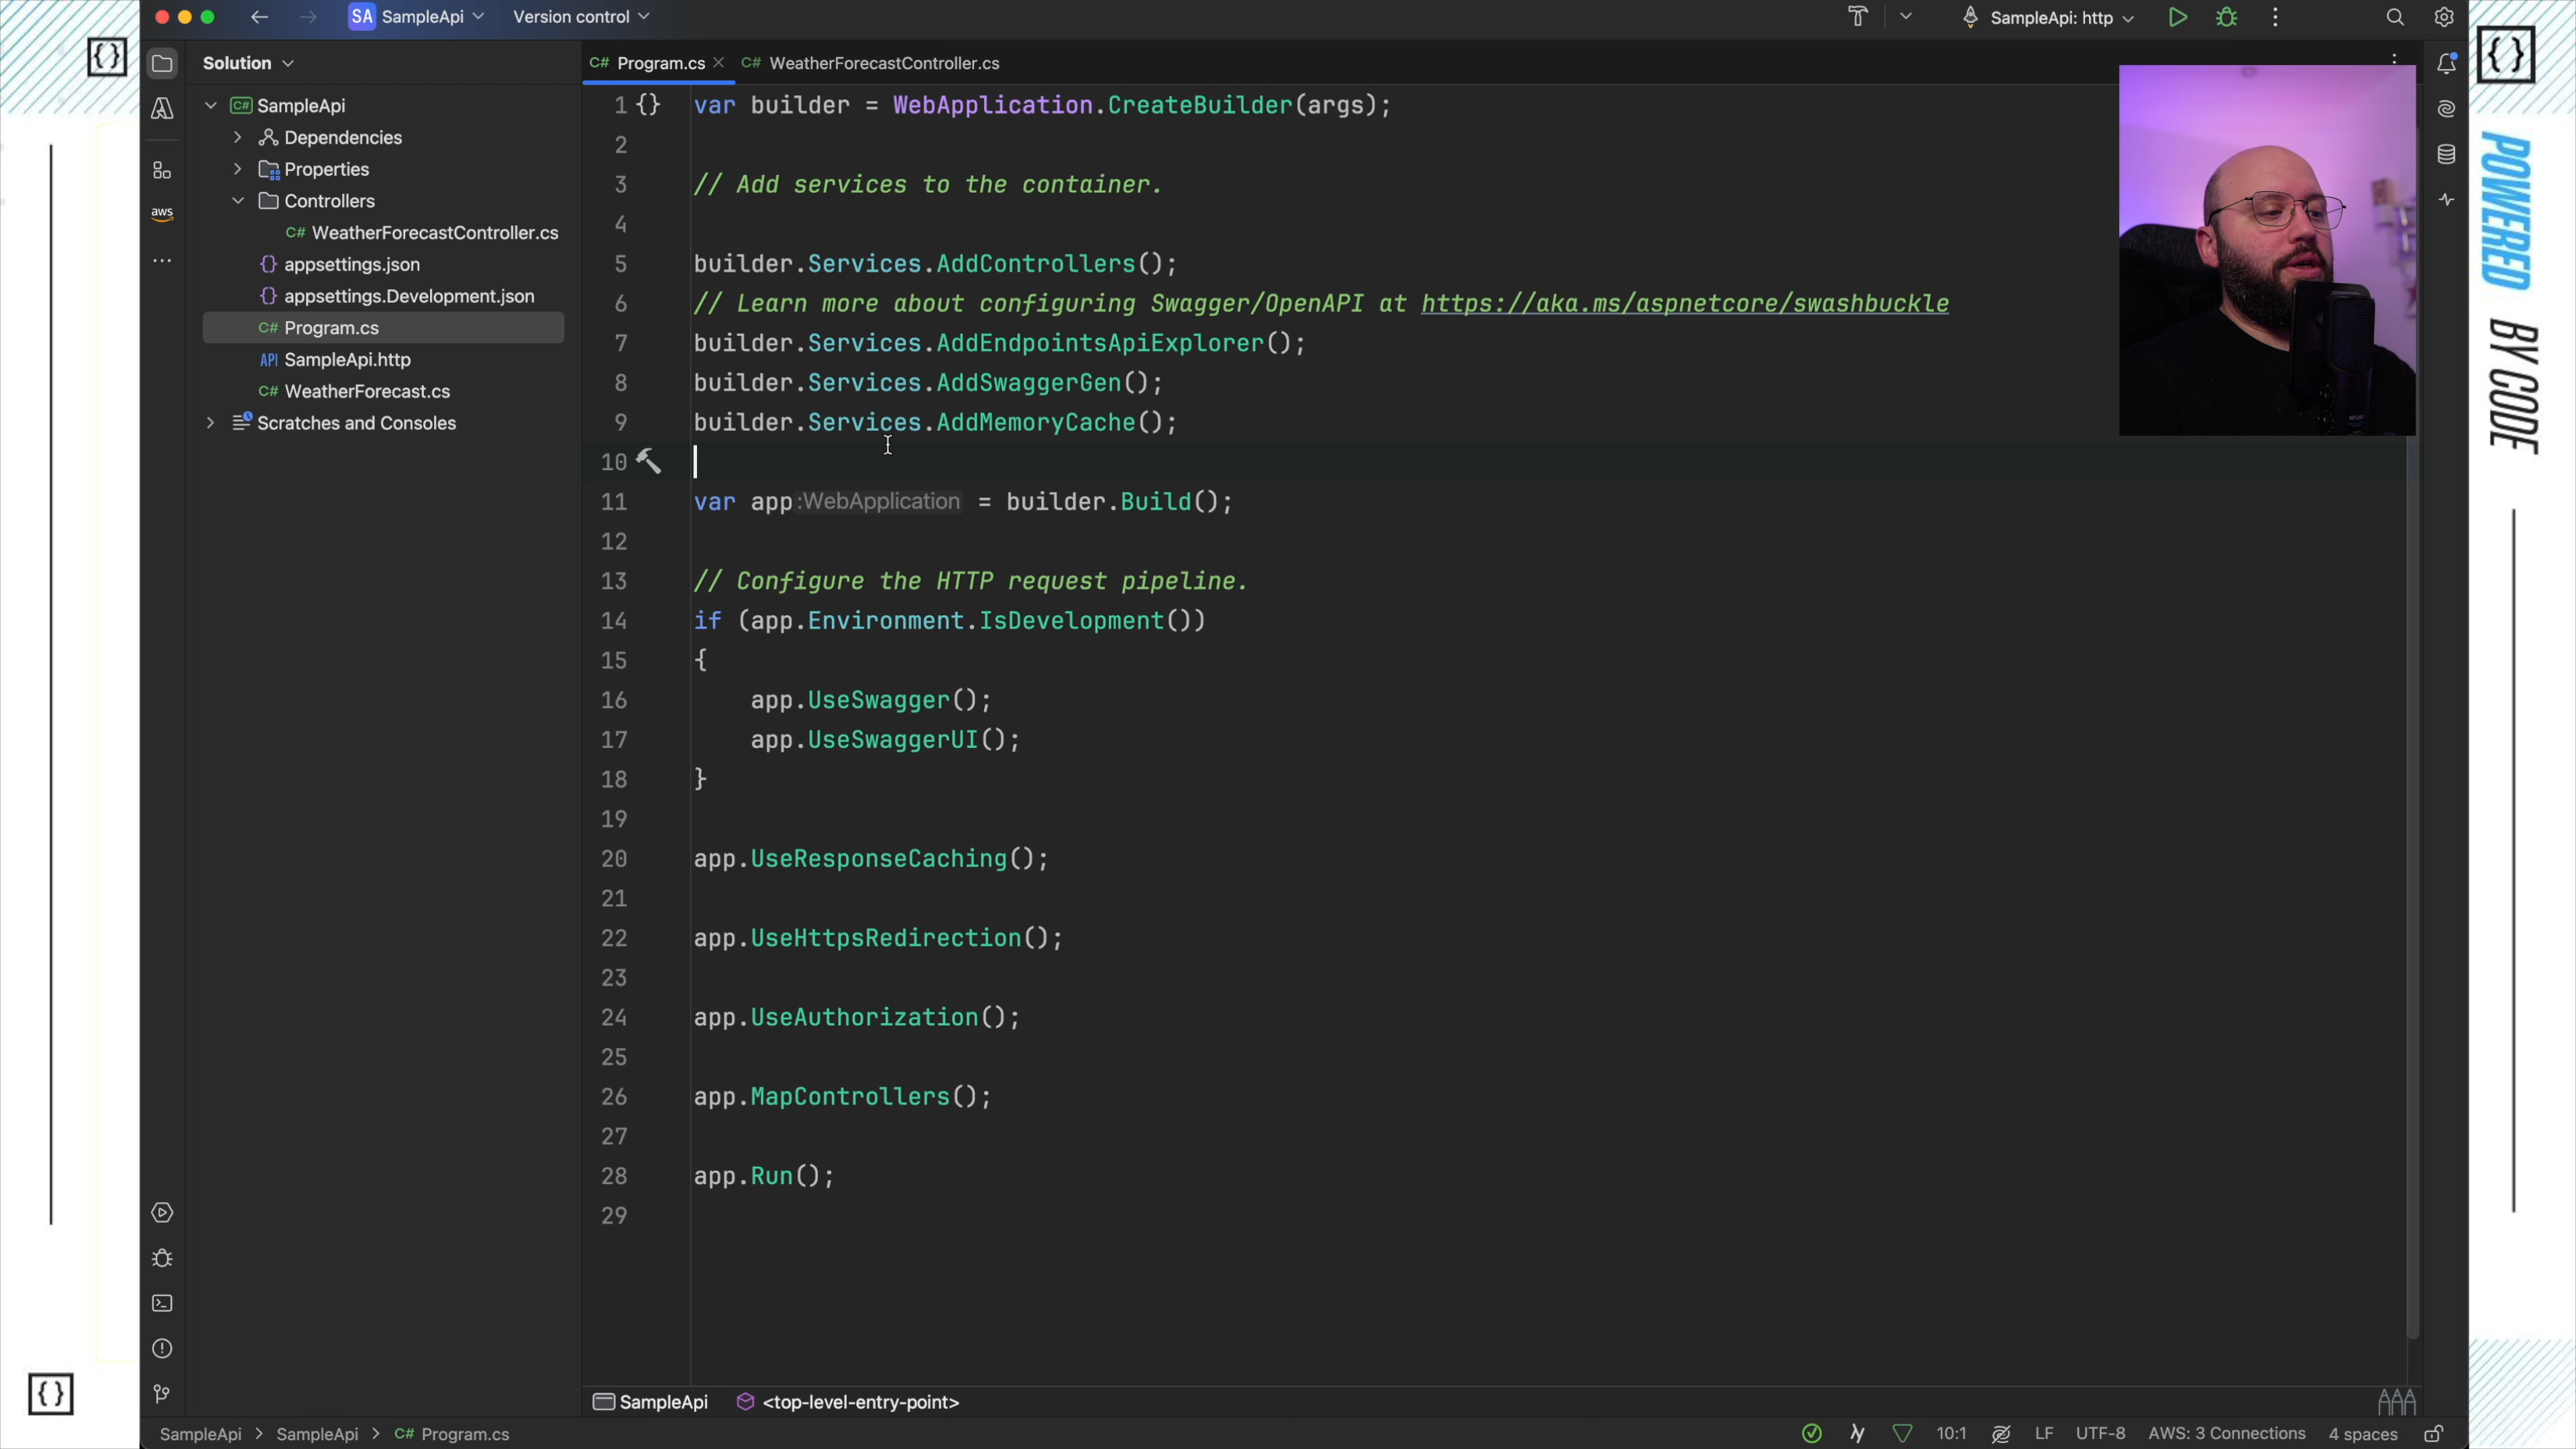 SA SampleApi
Version control
SampleApi: http
Solution
C# Program.cs
C# WeatherForecastController.cs
C# SampleApi
Dependencies
Properties
Controllers
C# WeatherForecastController.cs
{} appsettings.json
{} appsettings.Development.json
C# Program.cs
API SampleApi.http
C# WeatherForecast.cs
Scratches and Consoles
aws
1 {} var builder = WebApplication.CreateBuilder(args);
2
3 // Add services to the container.
4
5 builder.Services.AddControllers();
6 // Learn more about configuring Swagger/OpenAPI at https://aka.ms/aspnetcore/swashbuckle
7 builder.Services.AddEndpointsApiExplorer();
8 builder.Services.AddSwaggerGen();
9 builder.Services.AddMemoryCache();
10
11 var app :WebApplication = builder.Build();
12
13 // Configure the HTTP request pipeline.
14 if (app.Environment.IsDevelopment())
15 {
16 app.UseSwagger();
17 app.UseSwaggerUI();
18 }
19
20 app.UseResponseCaching();
21
22 app.UseHttpsRedirection();
23
24 app.UseAuthorization();
25
26 app.MapControllers();
27
28 app.Run();
29
SampleApi
<top-level-entry-point>
SampleApi > SampleApi > C# Program.cs
10:1
LF
UTF-8
AWS: 3 Connections
4 spaces
{}
{}
{}
POWERED BY CODE